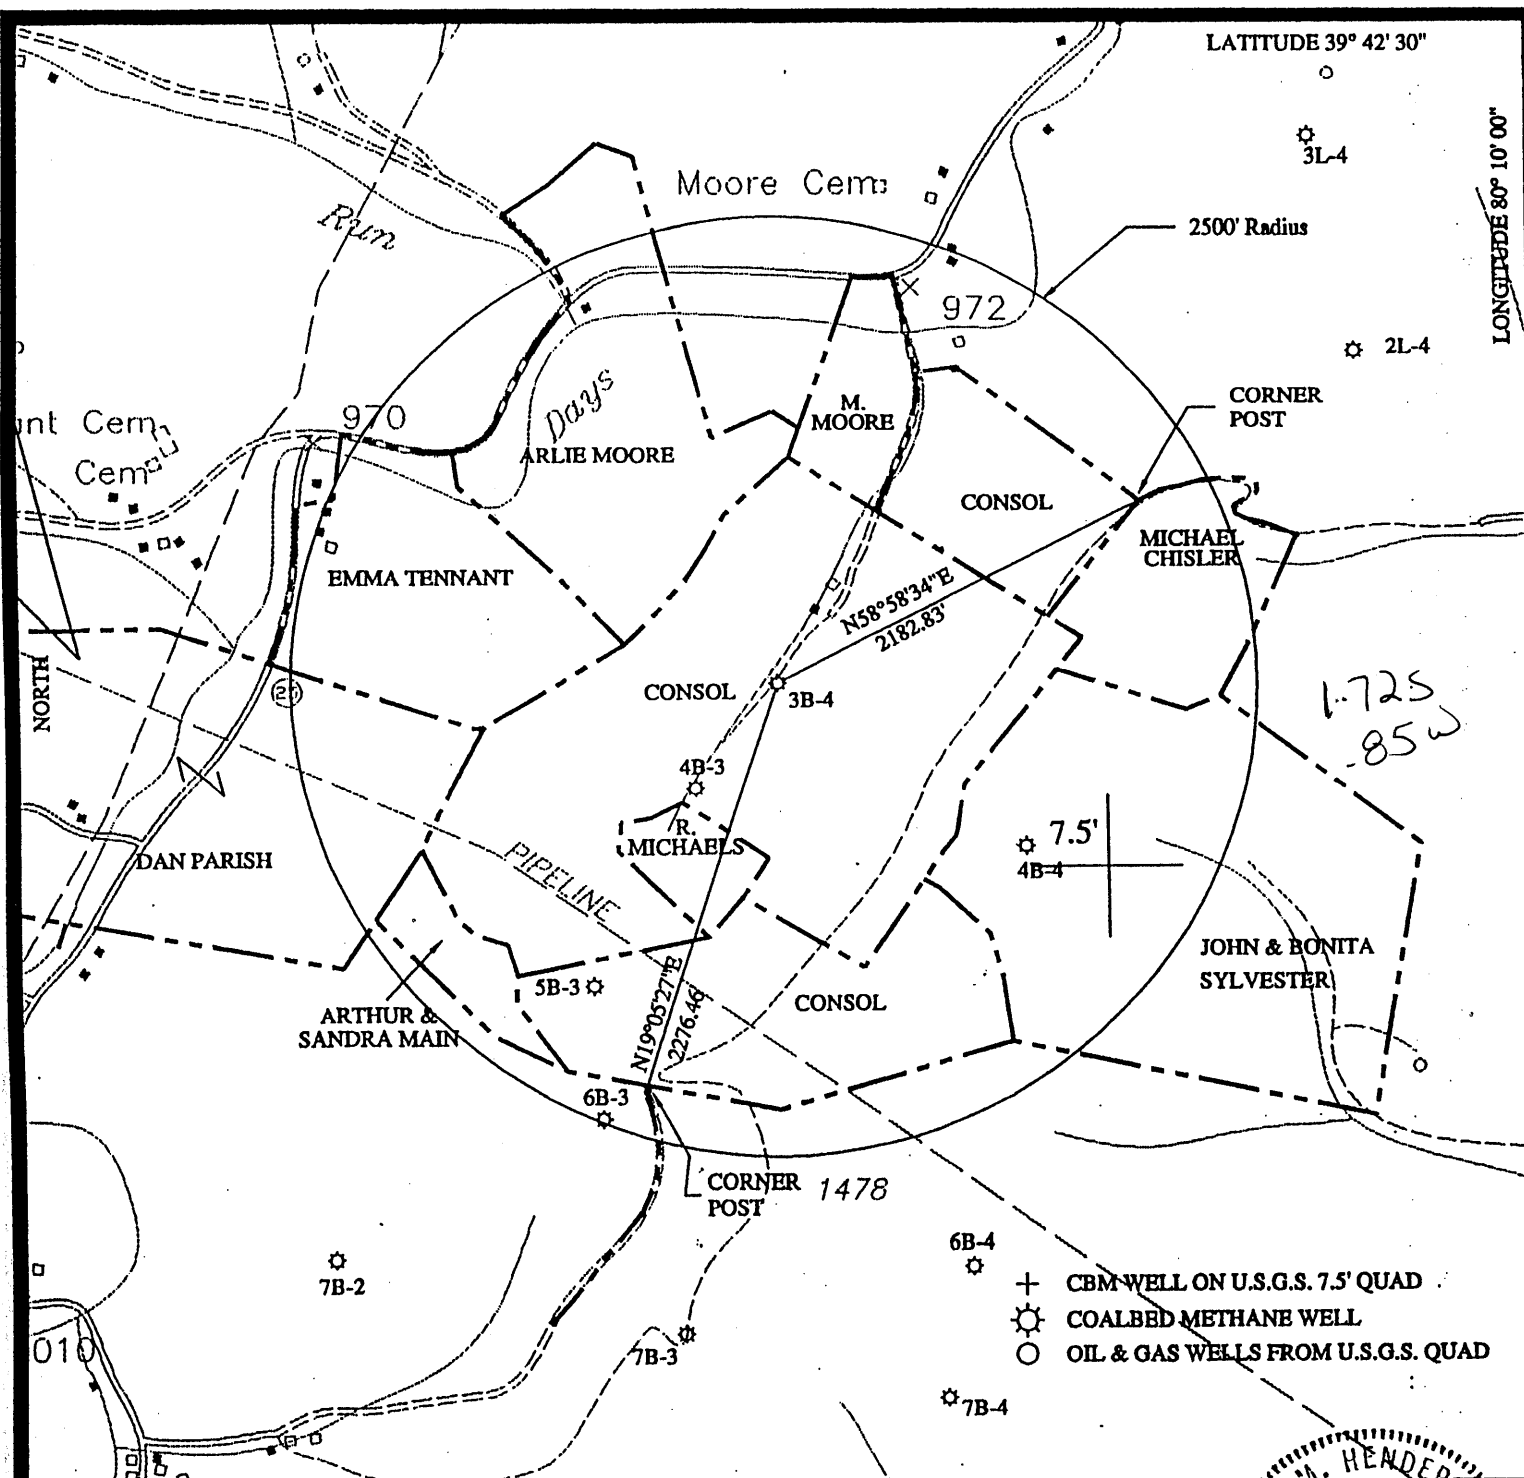 LATITUDE 39° 42' 30"
LONGITUDE 80° 10' 00"
3L-4
Moore Cem
Run
2500' Radius
972
2L-4
CORNER
POST
M.
MOORE
970
Days
ARLIE MOORE
Cem
Cem
CONSOL
MICHAEL
CHISLER
EMMA TENNANT
N58°58'34"E
2182.83'
NORTH
CONSOL
3B-4
1.72S
.85W
4B-3
R.
MICHAELS
7.5'
4B-4
DAN PARISH
PIPELINE
JOHN & BONITA
SYLVESTER
5B-3
CONSOL
ARTHUR &
SANDRA MAIN
N19°05'27"E
2276.46'
6B-3
CORNER
POST
1478
6B-4
7B-2
CBM WELL ON U.S.G.S. 7.5' QUAD
COALBED METHANE WELL
OIL & GAS WELLS FROM U.S.G.S. QUAD
010
7B-3
7B-4